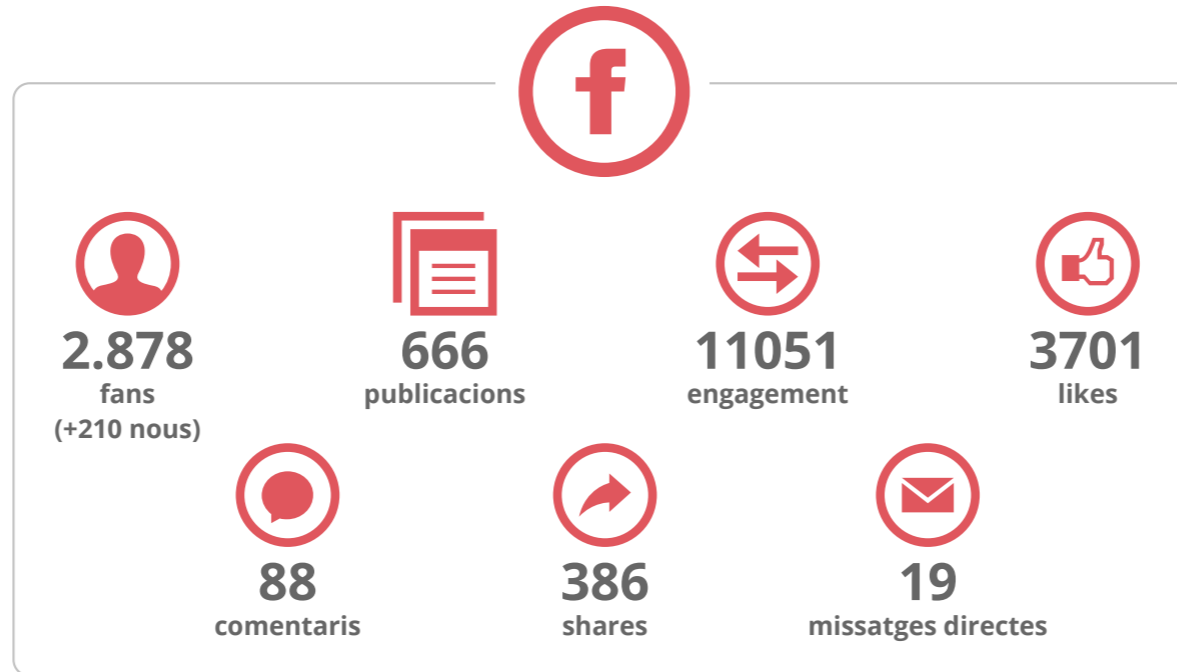 f
2.878
fans
(+210 nous)
666
publicacions
11051
engagement
3701
likes
88
comentaris
386
shares
19
missatges directes